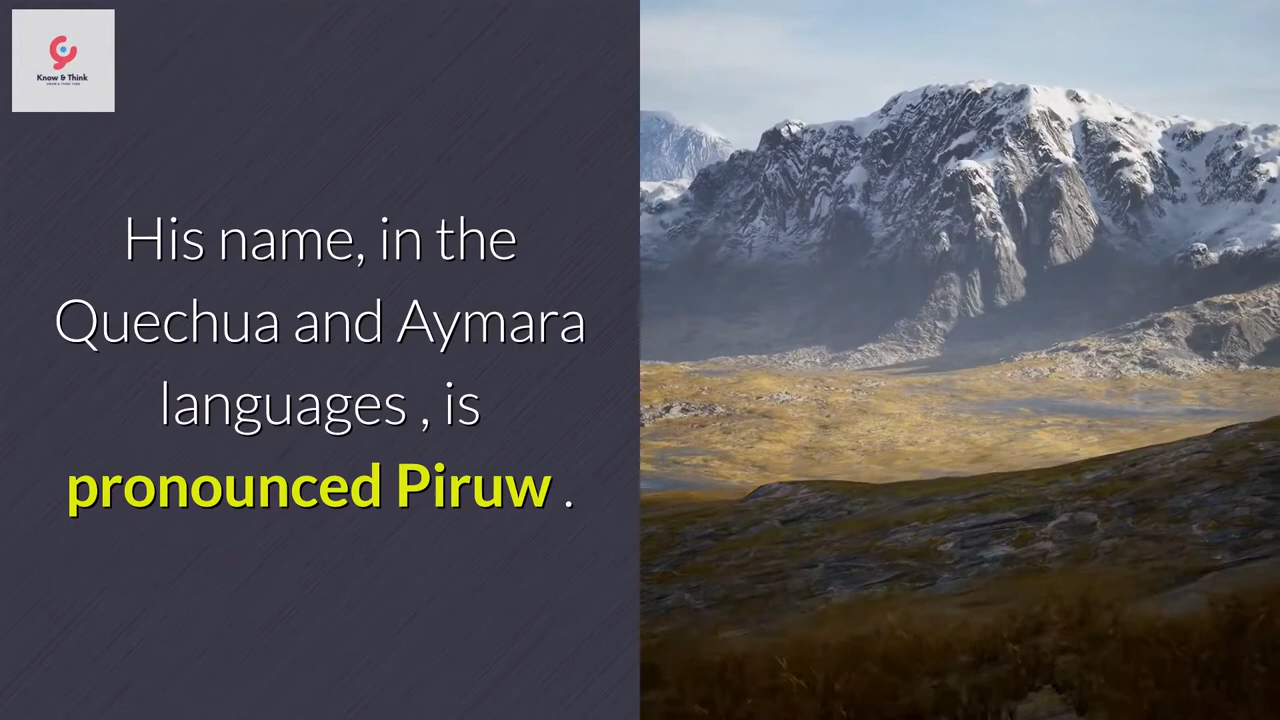 Know & Think
His name, in the
Quechua and Aymara
languages , is
pronounced Piruw .